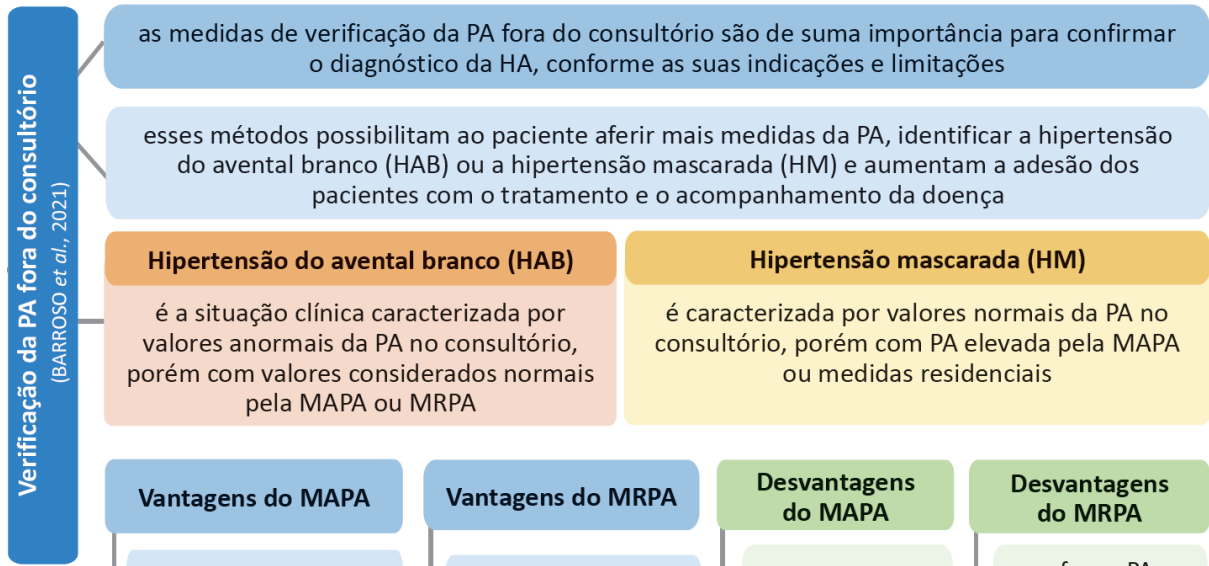 Verificação da PA fora do consultório
(BARROSO et al., 2021)
as medidas de verificação da PA fora do consultório são de suma importância para confirmar
o diagnóstico da HA, conforme as suas indicações e limitações
esses métodos possibilitam ao paciente aferir mais medidas da PA, identificar a hipertensão
do avental branco (HAB) ou a hipertensão mascarada (HM) e aumentam a adesão dos
pacientes com o tratamento e o acompanhamento da doença
Hipertensão do avental branco (HAB)
é a situação clínica caracterizada por
valores anormais da PA no consultório,
porém com valores considerados normais
pela MAPA ou MRPA
Hipertensão mascarada (HM)
é caracterizada por valores normais da PA no
consultório, porém com PA elevada pela MAPA
ou medidas residenciais
Vantagens do MAPA
Vantagens do MRPA
Desvantagens
do MAPA
Desvantagens
do MRPA